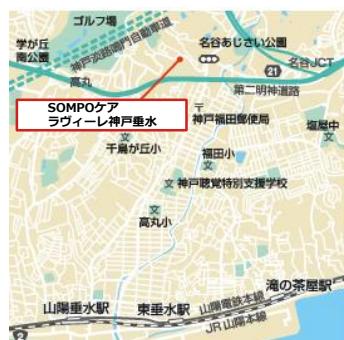 ゴルフ場
学が丘
南公園
神戸淡路鳴門自動車道
名谷あじさい公園
高丸
21
名谷JCT
第二明神道路
SOMPOケア
ラヴィーレ神戸垂水
〒
神戸福田郵便局
塩屋中
文
文
千鳥が丘小
福田小
文
文 神戸聴覚特別支援学校
文
高丸小
滝の茶屋駅
山陽垂水駅
東垂水駅
山陽電鉄本線
JR山陽本線
2